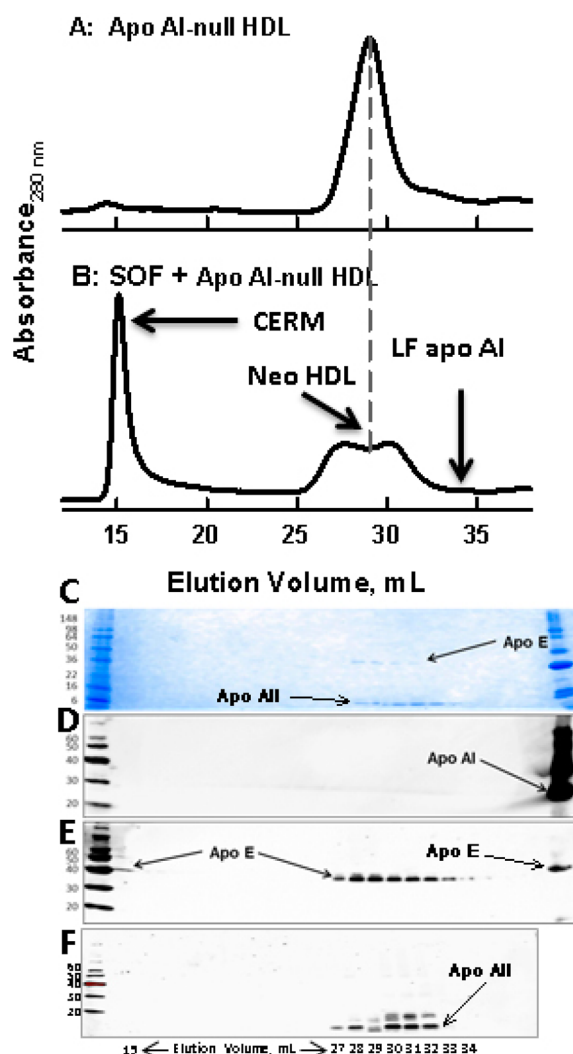 A: Apo AI-null HDL
Absorbance280 nm
B: SOF + Apo AI-null HDL
CERM
LF apo AI
Neo HDL
15 20 25 30 35
Elution Volume, mL
C
148
98
64
50
36
22
16
6
Apo E
Apo AII
D
60
50
40
30
20
Apo AI
E
60
50
40
30
20
Apo E
Apo E
F
60
50
40
30
20
Apo AII
15 Elution Volume, mL 27 28 29 30 31 32 33 34